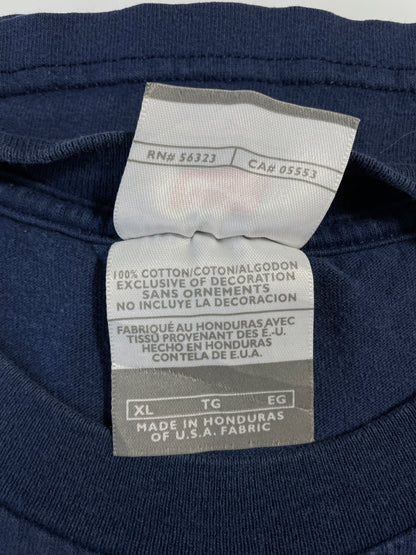 RN# 56323 CA# 05553
100% COTTON/COTON/ALGODON
EXCLUSIVE OF DECORATION
SANS ORNEMENTS
NO INCLUYE LA DECORACIÓN
FABRIQUÉ AU HONDURAS AVEC
TISSU PROVENANT DES É.-U.
HECHO EN HONDURAS
CON TELA DE E.U.A.
XL TG EG
MADE IN HONDURAS
OF U.S.A. FABRIC